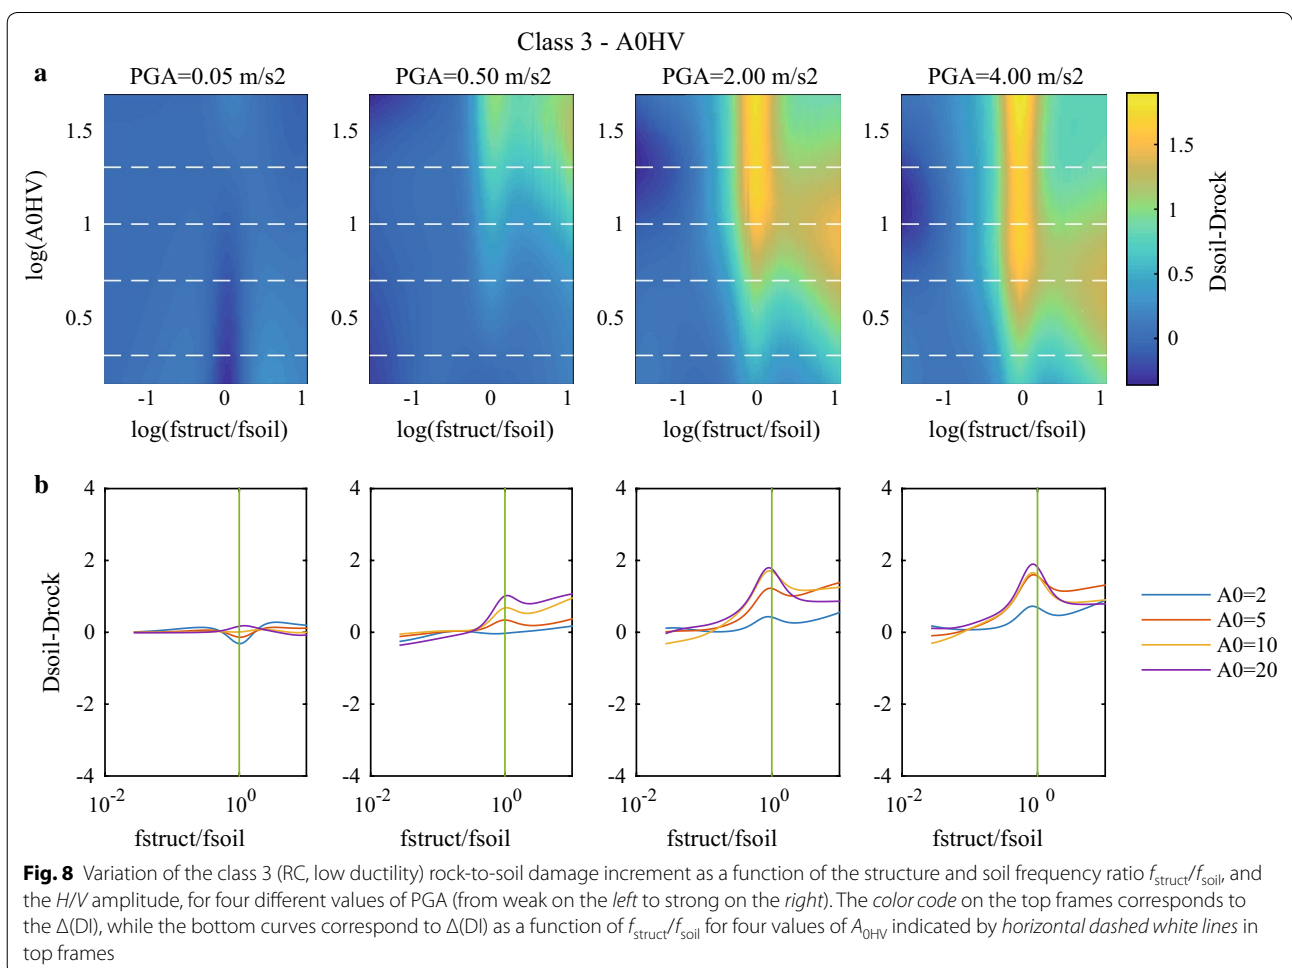 Class 3 - A0HV
a
PGA=0.05 m/s2 PGA=0.50 m/s2 PGA=2.00 m/s2 PGA=4.00 m/s2
log(A0HV)
1.5 1.5 1.5 1.5
1 1 1 1
0.5 0.5 0.5 0.5
-1 0 1 -1 0 1 -1 0 1 -1 0 1
log(fstruct/fsoil) log(fstruct/fsoil) log(fstruct/fsoil) log(fstruct/fsoil)
1.5
1
0.5
0
Dsoil-Drock
b
Dsoil-Drock
4 4 4 4
2 2 2 2
0 0 0 0
-2 -2 -2 -2
-4 -4 -4 -4
10-2 100 10-2 100 10-2 100 10-2 10 0
fstruct/fsoil fstruct/fsoil fstruct/fsoil fstruct/fsoil
A0=2
A0=5
A0=10
A0=20
Fig. 8 Variation of the class 3 (RC, low ductility) rock-to-soil damage increment as a function of the structure and soil frequency ratio fstruct/fsoil, and
the H/V amplitude, for four different values of PGA (from weak on the left to strong on the right). The color code on the top frames corresponds to
the Δ(DI), while the bottom curves correspond to Δ(DI) as a function of fstruct/fsoil for four values of A0HV indicated by horizontal dashed white lines in
top frames